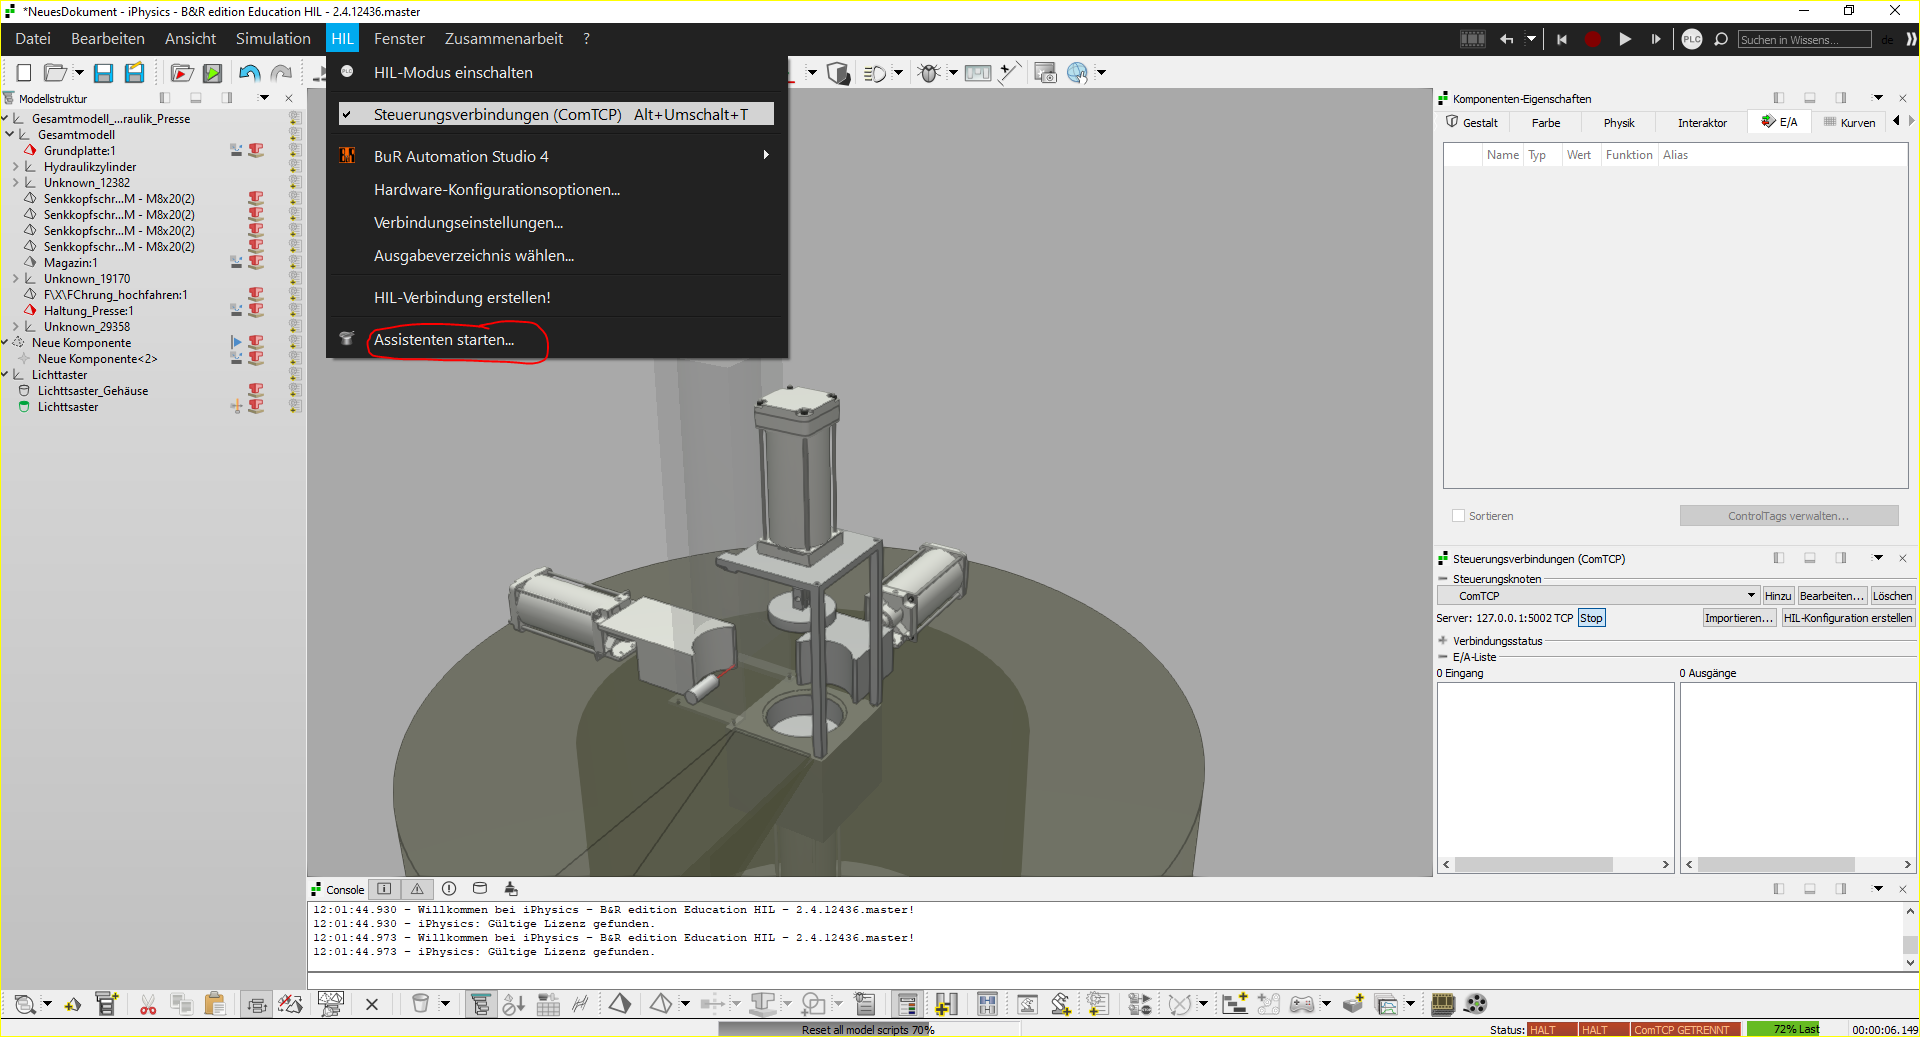 *NeuesDokument - iPhysics - B&R edition Education HIL - 2.4.12436.master
Datei Bearbeiten Ansicht Simulation HIL Fenster Zusammenarbeit ?
PLC
Suchen in Wissens...
de
PLC HIL-Modus einschalten
Steuerungsverbindungen (ComTCP) Alt+Umschalt+T
BuR Automation Studio 4
Hardware-Konfigurationsoptionen...
Verbindungseinstellungen...
Ausgabeverzeichnis wählen...
HIL-Verbindung erstellen!
Assistenten starten...
Modellstruktur
Gesamtmodell_...raulik_Presse
Gesamtmodell
Grundplatte:1
Hydraulikzylinder
Unknown_12382
Senkkopfschr...M - M8x20(2)
Senkkopfschr...M - M8x20(2)
Senkkopfschr...M - M8x20(2)
Senkkopfschr...M - M8x20(2)
Magazin:1
Unknown_19170
F\X\FChrung_hochfahren:1
Haltung_Presse:1
Unknown_29358
Neue Komponente
Neue Komponente<2>
Lichttaster
Lichttsaster_Gehäuse
Lichttsaster
Komponenten-Eigenschaften
Gestalt Farbe Physik Interaktor E/A Kurven
Name Typ Wert Funktion Alias
Sortieren
ControlTags verwalten...
Steuerungsverbindungen (ComTCP)
Steuerungsknoten
ComTCP
Hinzu Bearbeiten... Löschen
Server: 127.0.0.1:5002 TCP Stop Importieren... HIL-Konfiguration erstellen
Verbindungsstatus
E/A-Liste
0 Eingang 0 Ausgänge
Console
12:01:44.930 - Willkommen bei iPhysics - B&R edition Education HIL - 2.4.12436.master!
12:01:44.930 - iPhysics: Gültige Lizenz gefunden.
12:01:44.973 - Willkommen bei iPhysics - B&R edition Education HIL - 2.4.12436.master!
12:01:44.973 - iPhysics: Gültige Lizenz gefunden.
Reset all model scripts 70%
Status: HALT HALT ComTCP GETRENNT 72% Last 00:00:06.149